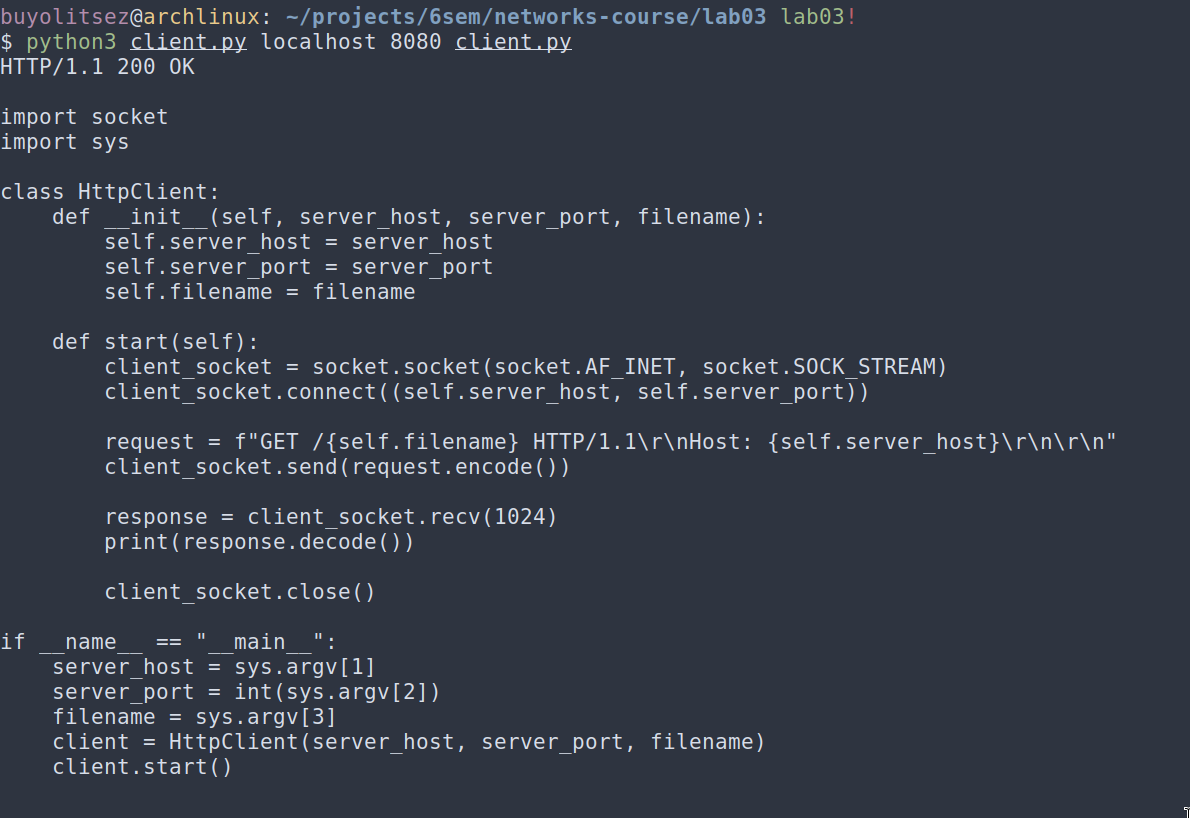 buyolitsez@archlinux: ~/projects/6sem/networks-course/lab03 lab03!
$ python3 client.py localhost 8080 client.py
HTTP/1.1 200 OK

import socket
import sys

class HttpClient:
    def __init__(self, server_host, server_port, filename):
        self.server_host = server_host
        self.server_port = server_port
        self.filename = filename

    def start(self):
        client_socket = socket.socket(socket.AF_INET, socket.SOCK_STREAM)
        client_socket.connect((self.server_host, self.server_port))

        request = f"GET /{self.filename} HTTP/1.1\r\nHost: {self.server_host}\r\n\r\n"
        client_socket.send(request.encode())

        response = client_socket.recv(1024)
        print(response.decode())

        client_socket.close()

if __name__ == "__main__":
    server_host = sys.argv[1]
    server_port = int(sys.argv[2])
    filename = sys.argv[3]
    client = HttpClient(server_host, server_port, filename)
    client.start()